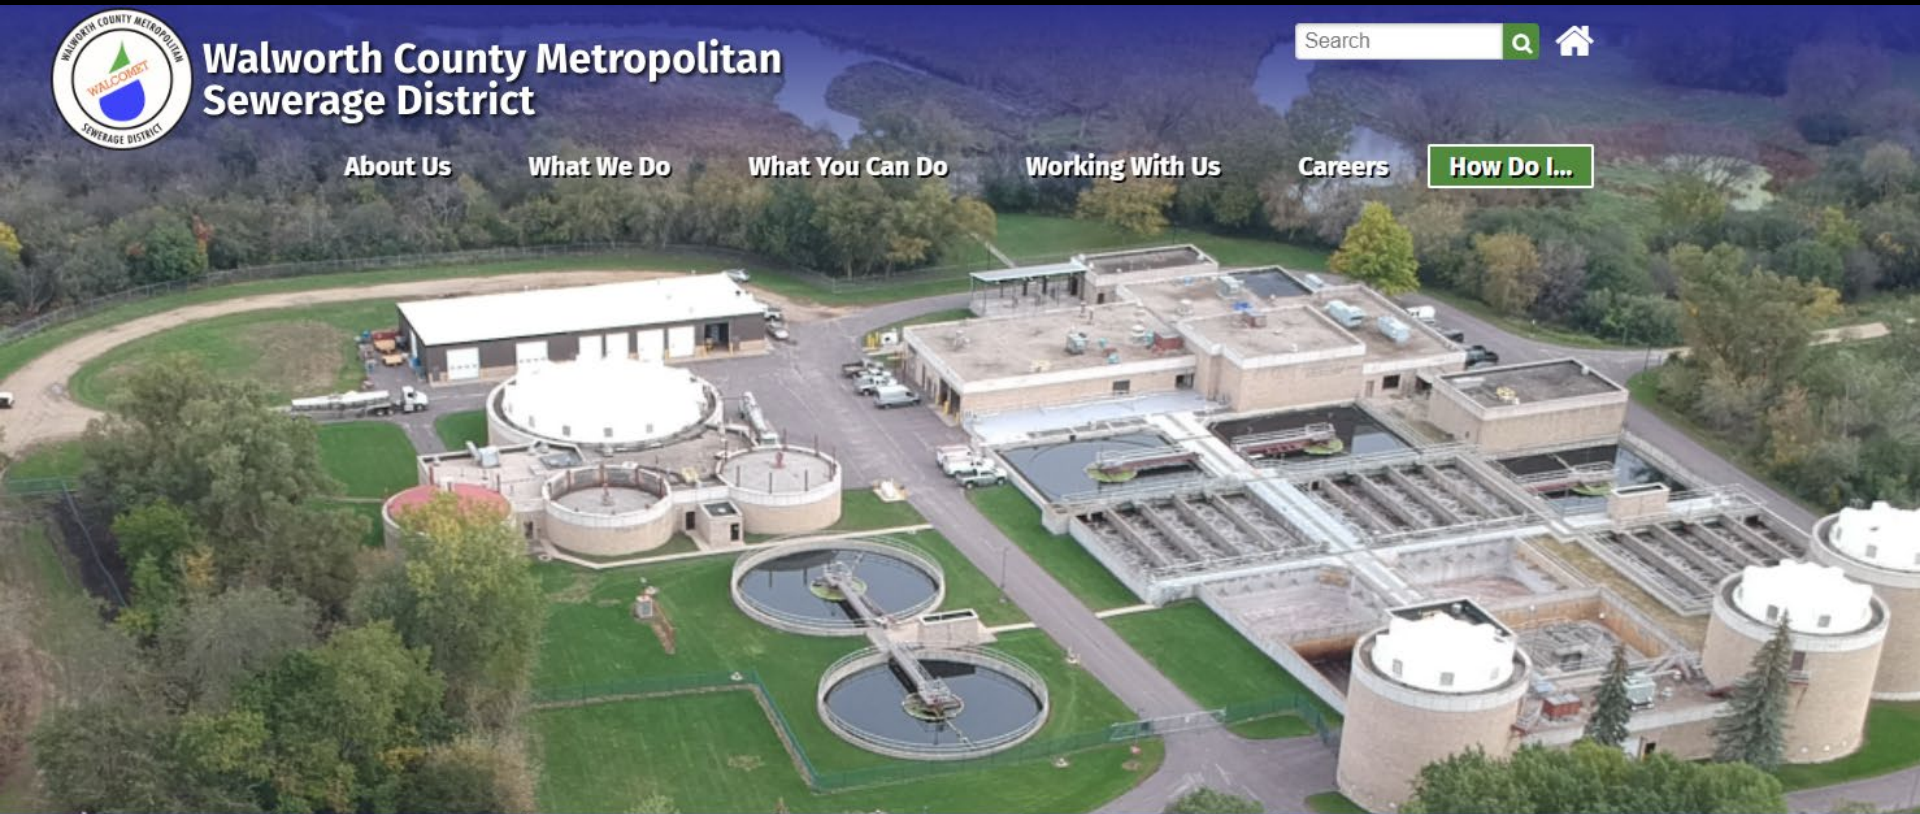 WALWORTH COUNTY METROPOLITAN
WALCOMET
SEWERAGE DISTRICT
Walworth County Metropolitan
Sewerage District
Search
About Us
What We Do
What You Can Do
Working With Us
Careers
How Do I...